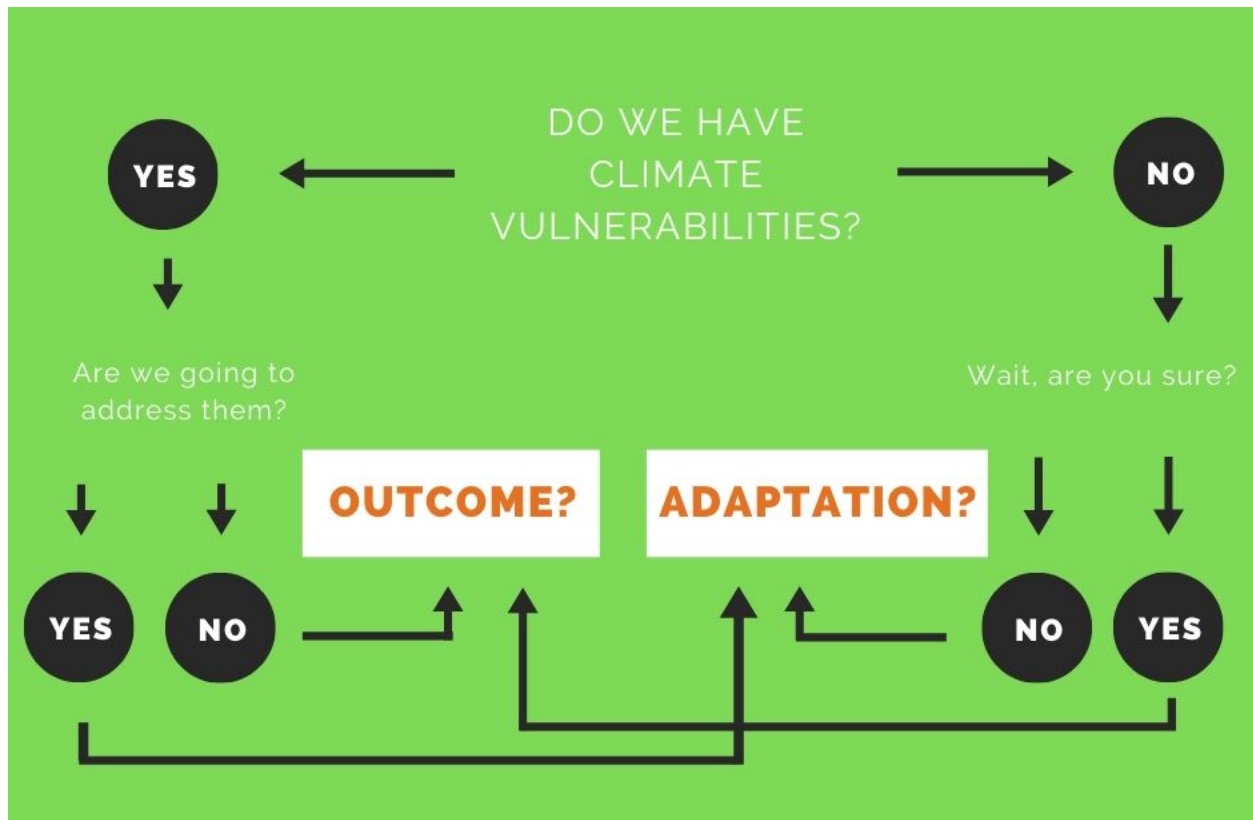 DO WE HAVE
CLIMATE
VULNERABILITIES?
YES
NO
Are we going to
address them?
Wait, are you sure?
OUTCOME?
ADAPTATION?
YES
NO
NO
YES